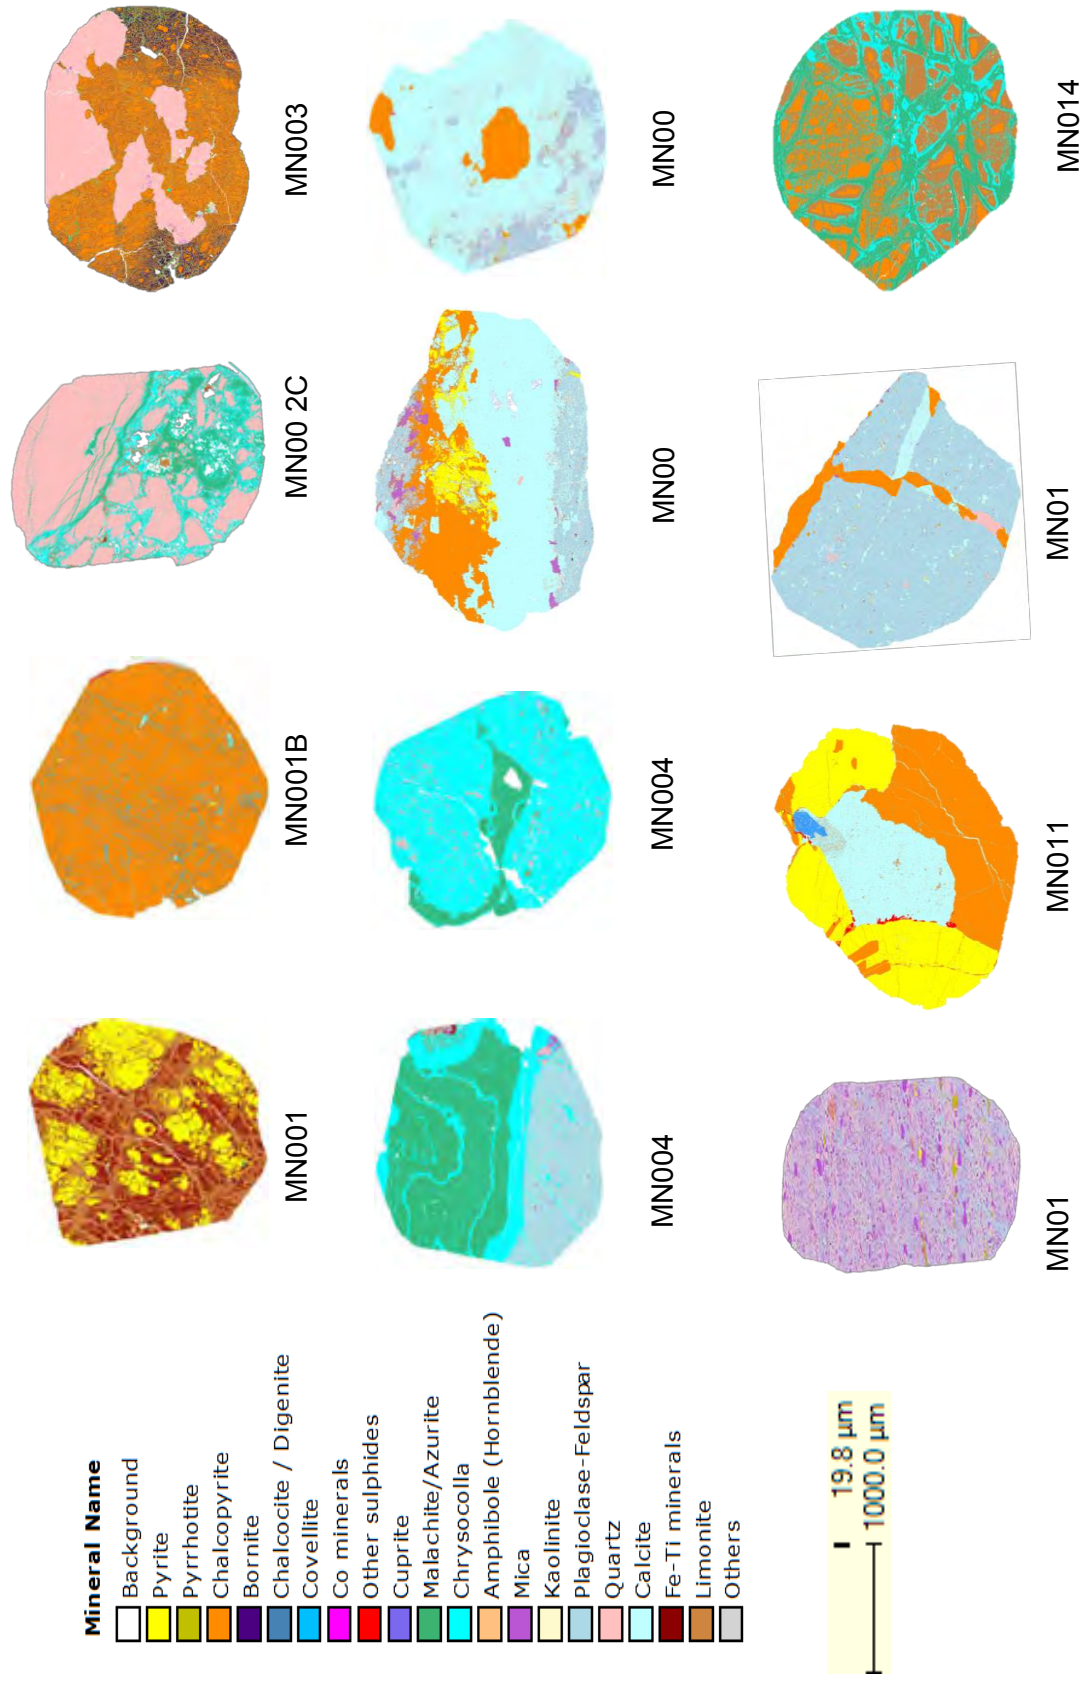 MN001
MN001B
MN00 2C
MN003
MN004
MN004
MN00
MN00
MN01
MN011
MN01
MN014
Mineral Name
Background
Pyrite
Pyrrhotite
Chalcopyrite
Bornite
Chalcocite / Digenite
Covellite
Co minerals
Other sulphides
Cuprite
Malachite/Azurite
Chrysocolla
Amphibole (Hornblende)
Mica
Kaolinite
Plagioclase-Feldspar
Quartz
Calcite
Fe-Ti minerals
Limonite
Others
19.8 µm
1000.0 µm